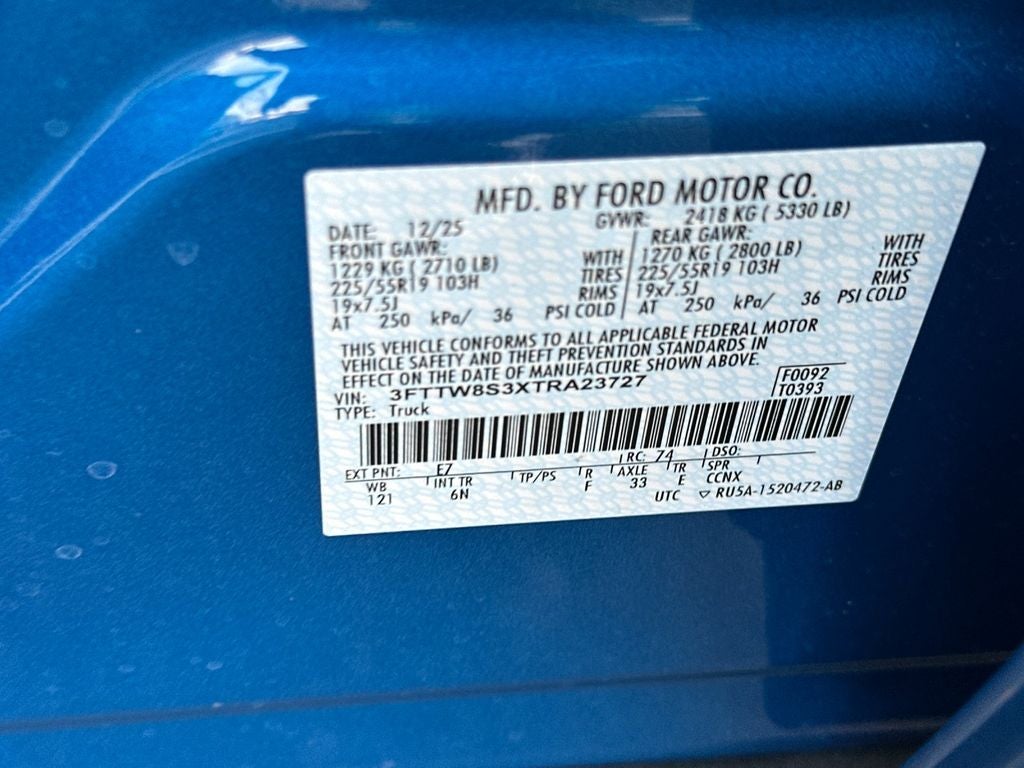 MFD. BY FORD MOTOR CO.
DATE: 12/25 GVWR: 2418 KG ( 5330 LB)
FRONT GAWR: REAR GAWR:
1229 KG ( 2710 LB) WITH 1270 KG ( 2800 LB) WITH
225/55R19 103H TIRES 225/55R19 103H TIRES
19x7.5J RIMS 19x7.5J RIMS
AT 250 kPa/ 36 PSI COLD AT 250 kPa/ 36 PSI COLD
THIS VEHICLE CONFORMS TO ALL APPLICABLE FEDERAL MOTOR
VEHICLE SAFETY AND THEFT PREVENTION STANDARDS IN
EFFECT ON THE DATE OF MANUFACTURE SHOWN ABOVE.
VIN: 3FTTW8S3XTRA23727 F0092
TYPE: Truck T0393
EXT PNT: E7 RC: 74 DSO:
WB INT TR TP/PS R AXLE TR SPR
121 6N F 33 E CCNX
UTC ▽ RU5A-1520472-AB